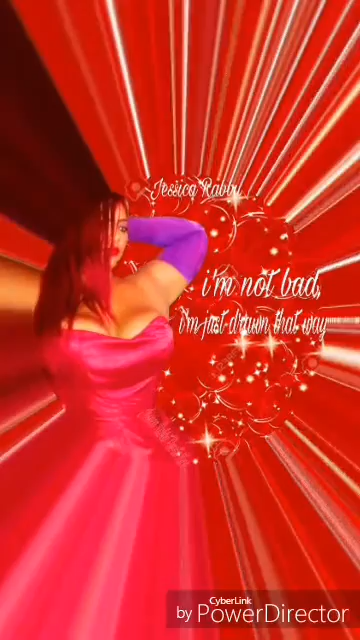 Jessica Rabbit
i'm not bad,
i'm just drawn that way
CyberLink
by PowerDirector